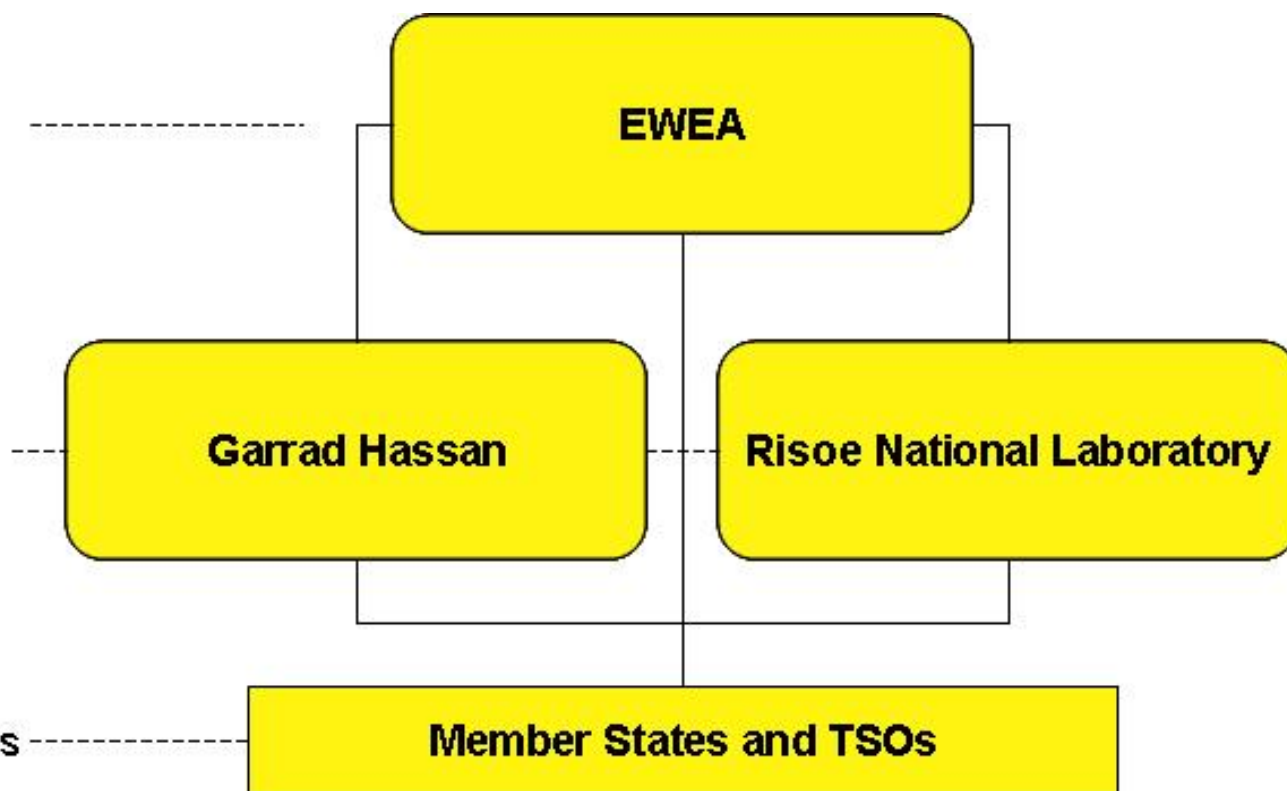 EWEA
Garrad Hassan
Risoe National Laboratory
s
Member States and TSOs